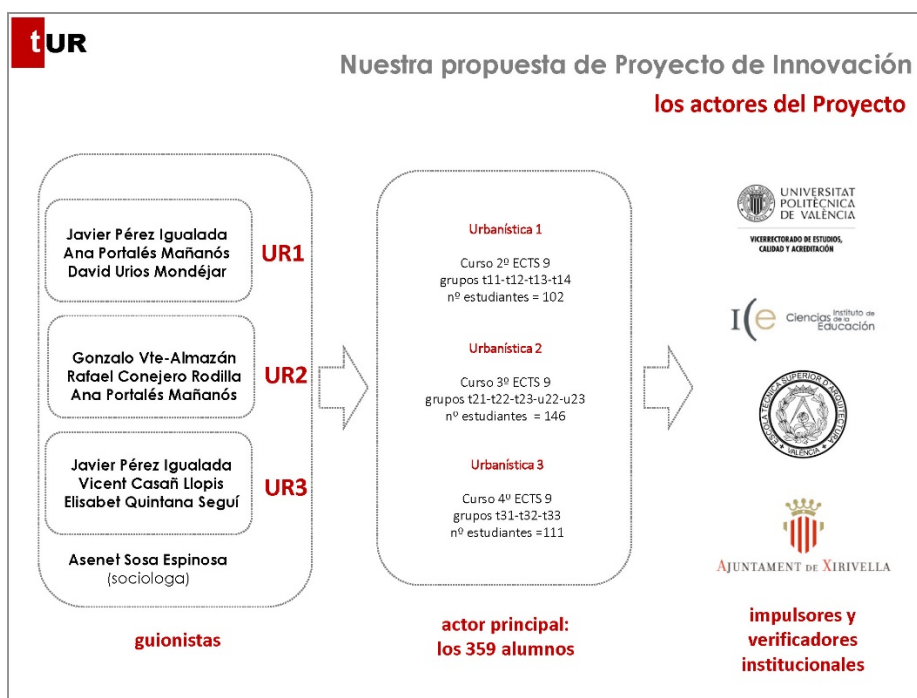 tUR
Nuestra propuesta de Proyecto de Innovación
los actores del Proyecto
Javier Pérez Igualada
Ana Portalés Mañanós
David Urios Mondéjar
UR1
Gonzalo Vte-Almazán
Rafael Conejero Rodilla
Ana Portalés Mañanós
UR2
Javier Pérez Igualada
Vicent Casañ Llopis
Elisabet Quintana Seguí
UR3
Asenet Sosa Espinosa
(sociologa)
guionistas
Urbanística 1
Curso 2º ECTS 9
grupos t11-t12-t13-t14
nº estudiantes = 102
Urbanística 2
Curso 3º ECTS 9
grupos t21-t22-t23-u22-u23
nº estudiantes = 146
Urbanística 3
Curso 4º ECTS 9
grupos t31-t32-t33
nº estudiantes =111
actor principal:
los 359 alumnos
UNIVERSITAT
POLITÈCNICA
DE VALÈNCIA
VICERRECTORADO DE ESTUDIOS,
CALIDAD Y ACREDITACIÓN
ICe
Instituto de
Ciencias de la
Educación
ESCOLA TÈCNICA SUPERIOR D'ARQUITECTURA
VALÈNCIA
AJUNTAMENT DE XIRIVELLA
impulsores y
verificadores
institucionales